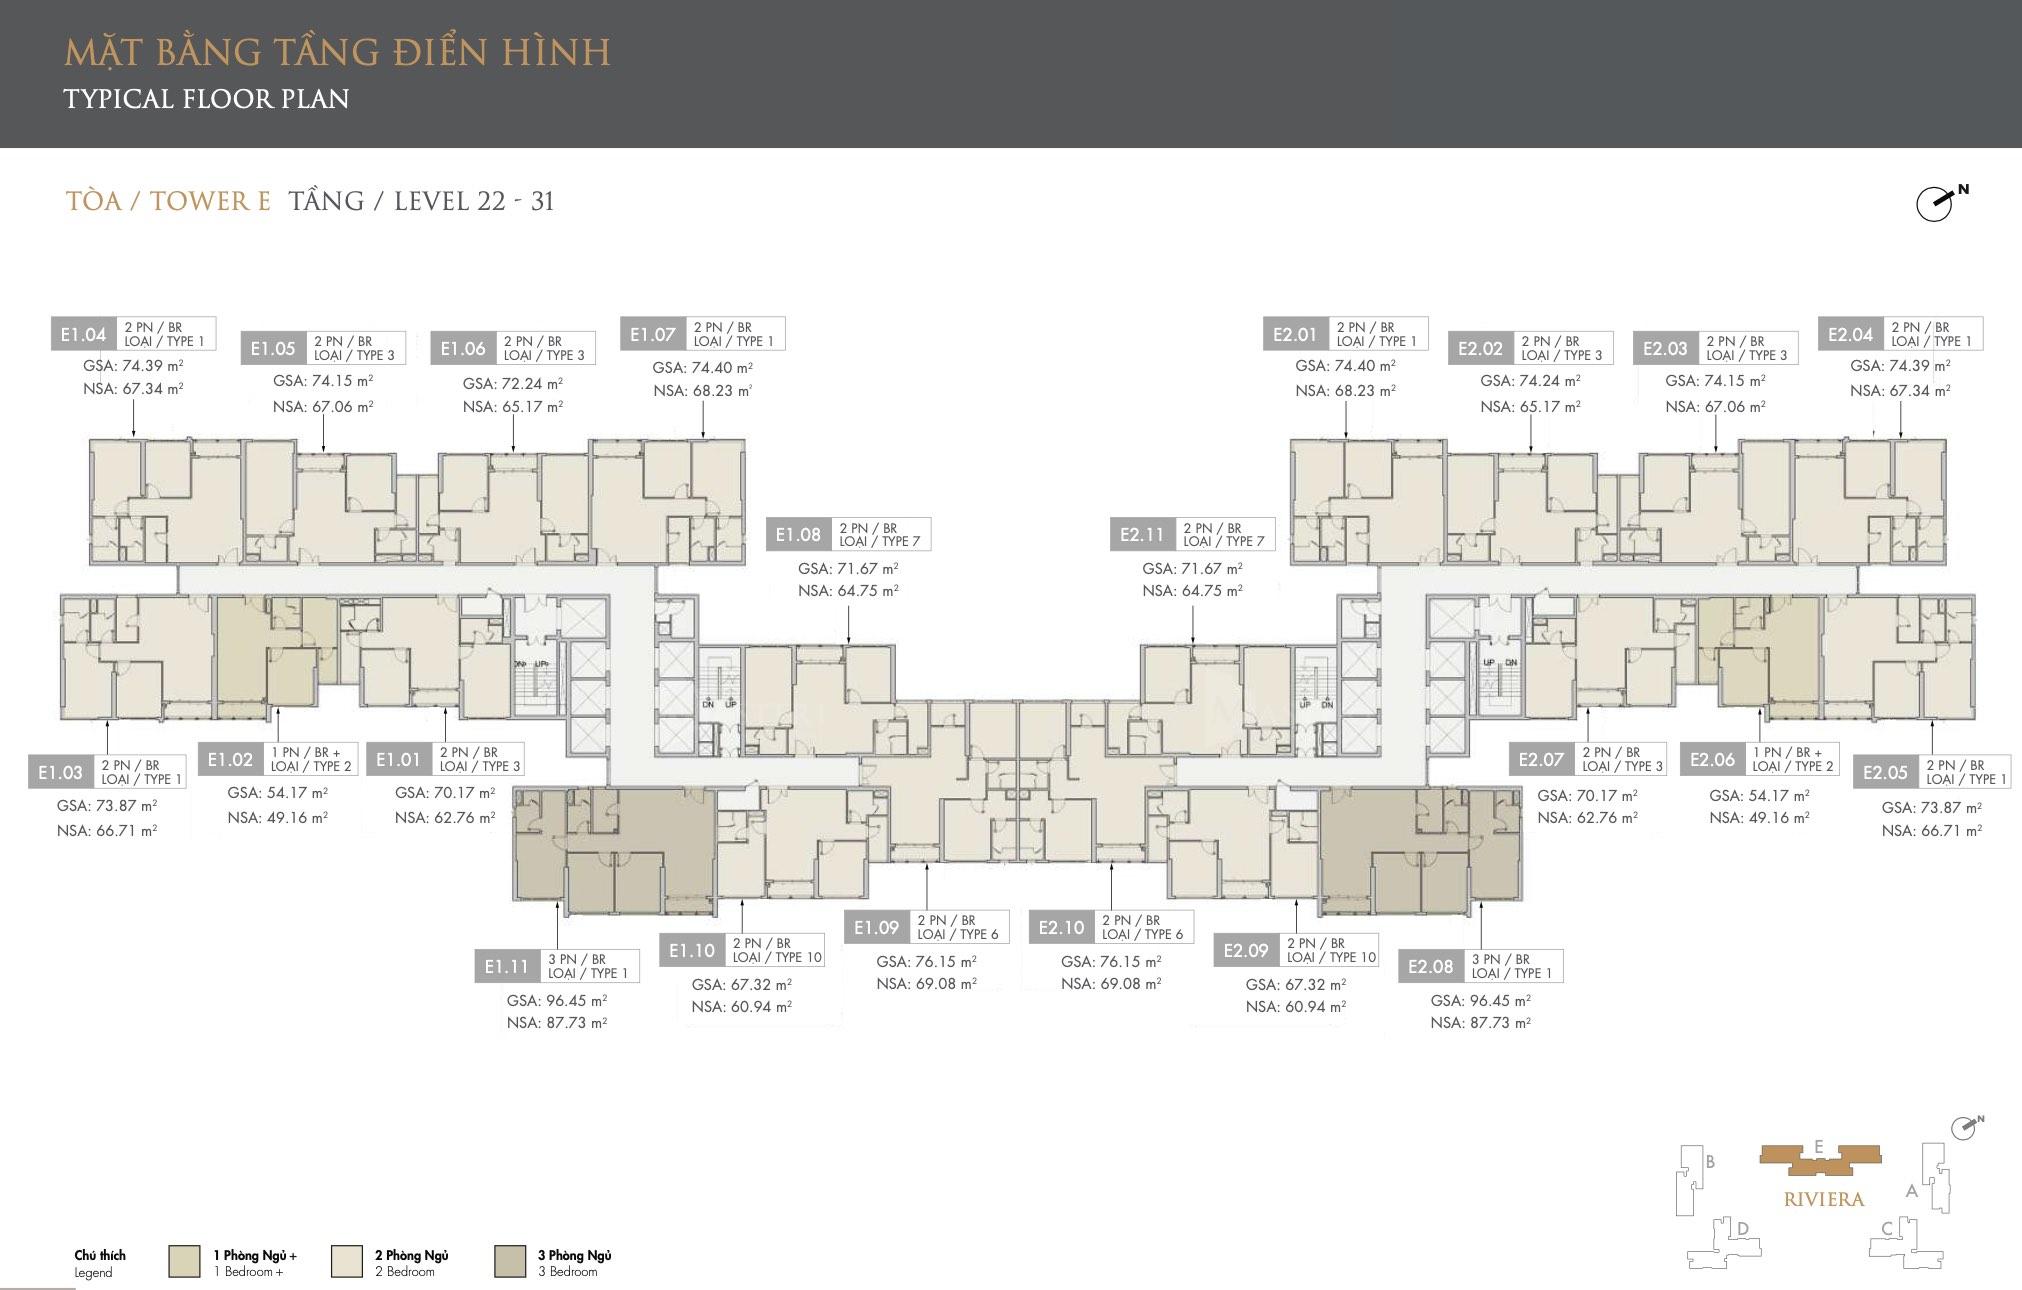 MẶT BẰNG TẦNG ĐIỂN HÌNH
TYPICAL FLOOR PLAN
TÒA / TOWER E TẦNG / LEVEL 22 - 31
N
E1.04
2 PN / BR
LOẠI / TYPE 1
GSA: 74.39 m²
NSA: 67.34 m²
E1.05
2 PN / BR
LOẠI / TYPE 3
GSA: 74.15 m²
NSA: 67.06 m²
E1.06
2 PN / BR
LOẠI / TYPE 3
GSA: 72.24 m²
NSA: 65.17 m²
E1.07
2 PN / BR
LOẠI / TYPE 1
GSA: 74.40 m²
NSA: 68.23 m²
E2.01
2 PN / BR
LOẠI / TYPE 1
GSA: 74.40 m²
NSA: 68.23 m²
E2.02
2 PN / BR
LOẠI / TYPE 3
GSA: 74.24 m²
NSA: 65.17 m²
E2.03
2 PN / BR
LOẠI / TYPE 3
GSA: 74.15 m²
NSA: 67.06 m²
E2.04
2 PN / BR
LOẠI / TYPE 1
GSA: 74.39 m²
NSA: 67.34 m²
E1.08
2 PN / BR
LOẠI / TYPE 7
GSA: 71.67 m²
NSA: 64.75 m²
E2.11
2 PN / BR
LOẠI / TYPE 7
GSA: 71.67 m²
NSA: 64.75 m²
DN UP
DN UP
UP DN
UP DN
E1.03
2 PN / BR
LOẠI / TYPE 1
GSA: 73.87 m²
NSA: 66.71 m²
E1.02
1 PN / BR +
LOẠI / TYPE 2
GSA: 54.17 m²
NSA: 49.16 m²
E1.01
2 PN / BR
LOẠI / TYPE 3
GSA: 70.17 m²
NSA: 62.76 m²
E2.07
2 PN / BR
LOẠI / TYPE 3
GSA: 70.17 m²
NSA: 62.76 m²
E2.06
1 PN / BR +
LOẠI / TYPE 2
GSA: 54.17 m²
NSA: 49.16 m²
E2.05
2 PN / BR
LOẠI / TYPE 1
GSA: 73.87 m²
NSA: 66.71 m²
E1.11
3 PN / BR
LOẠI / TYPE 1
GSA: 96.45 m²
NSA: 87.73 m²
E1.10
2 PN / BR
LOẠI / TYPE 10
GSA: 67.32 m²
NSA: 60.94 m²
E1.09
2 PN / BR
LOẠI / TYPE 6
GSA: 76.15 m²
NSA: 69.08 m²
E2.10
2 PN / BR
LOẠI / TYPE 6
GSA: 76.15 m²
NSA: 69.08 m²
E2.09
2 PN / BR
LOẠI / TYPE 10
GSA: 67.32 m²
NSA: 60.94 m²
E2.08
3 PN / BR
LOẠI / TYPE 1
GSA: 96.45 m²
NSA: 87.73 m²
N
B
E
A
RIVIERA
D
C
Chú thích
Legend
1 Phòng Ngủ +
1 Bedroom +
2 Phòng Ngủ
2 Bedroom
3 Phòng Ngủ
3 Bedroom